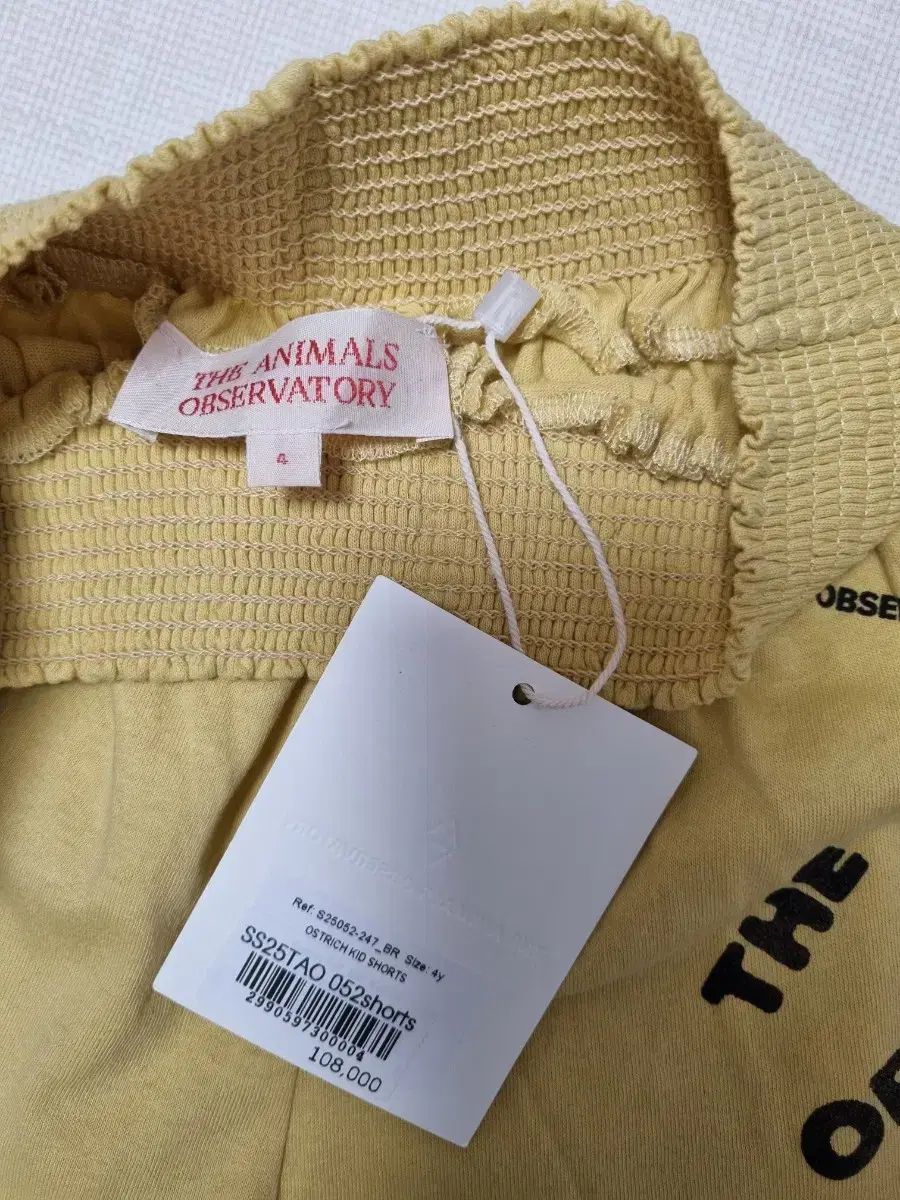 THE ANIMALS
OBSERVATORY
4
Ref: S25052-247_BR Size: 4y
OSTRICH KID SHORTS
SS25TAO 052shorts
2990597300004
108,000
OBSE
THE
O